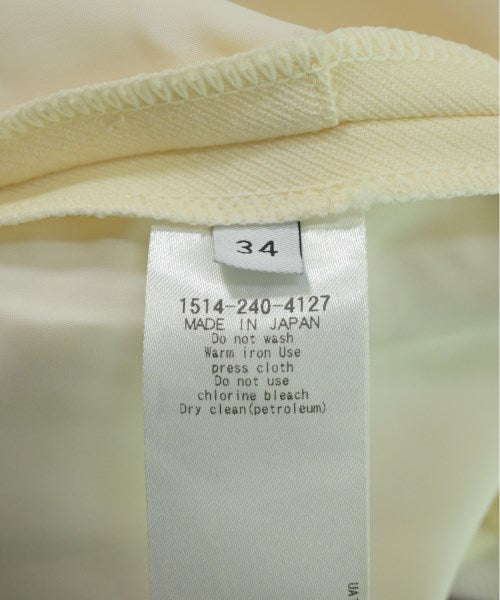 34
1514-240-4127
MADE IN JAPAN
Do not wash
Warm iron Use
press cloth
Do not use
chlorine bleach
Dry clean(petroleum)
UA